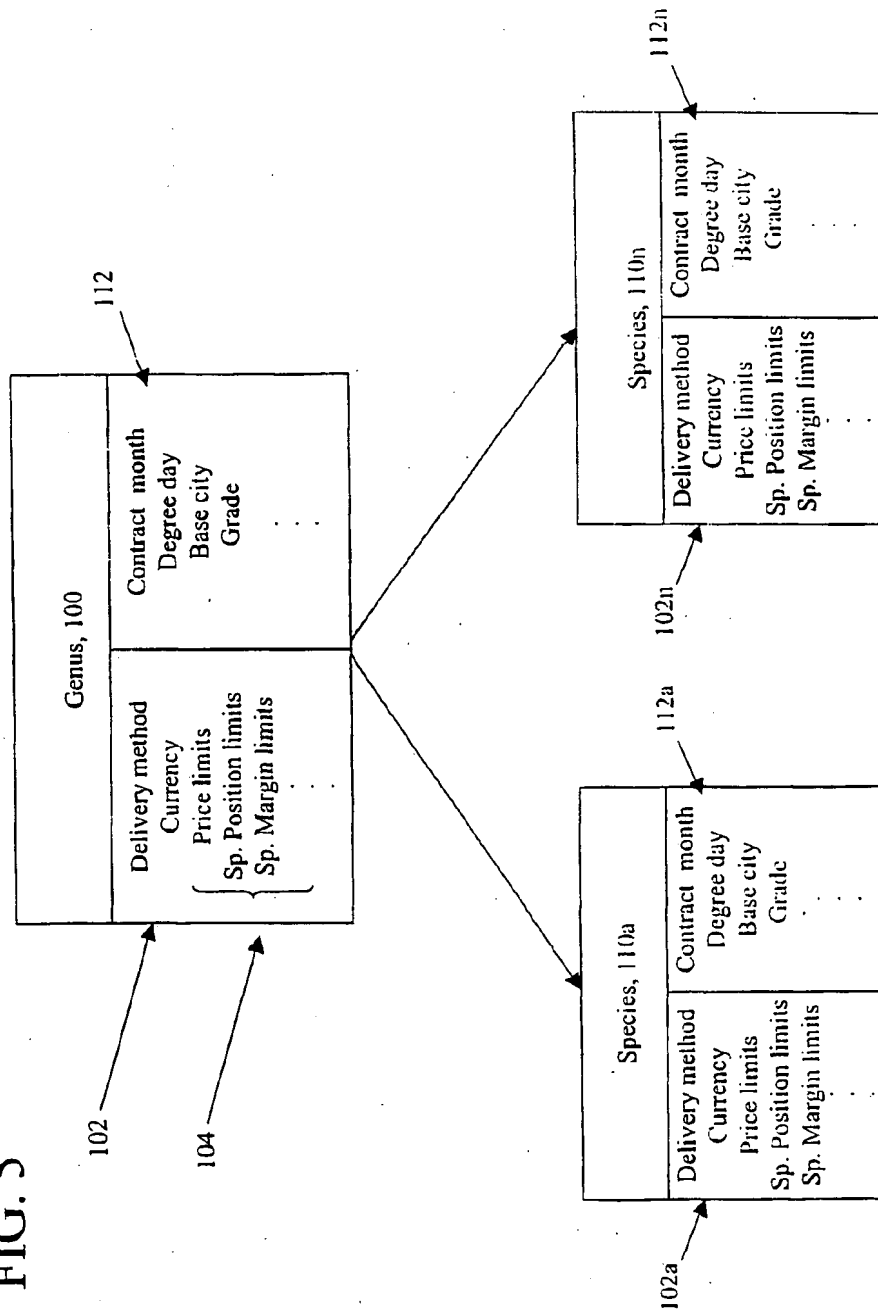 FIG. 3
Genus, 100
102
104
112
Delivery method
Currency
Price limits
Sp. Position limits
Sp. Margin limits
. . .
Contract month
Degree day
Base city
Grade
. . .
Species, 110a
102a
112a
Delivery method
Currency
Price limits
Sp. Position limits
Sp. Margin limits
. . .
Contract month
Degree day
Base city
Grade
. . .
Species, 110n
102n
112n
Delivery method
Currency
Price limits
Sp. Position limits
Sp. Margin limits
. . .
Contract month
Degree day
Base city
Grade
. . .